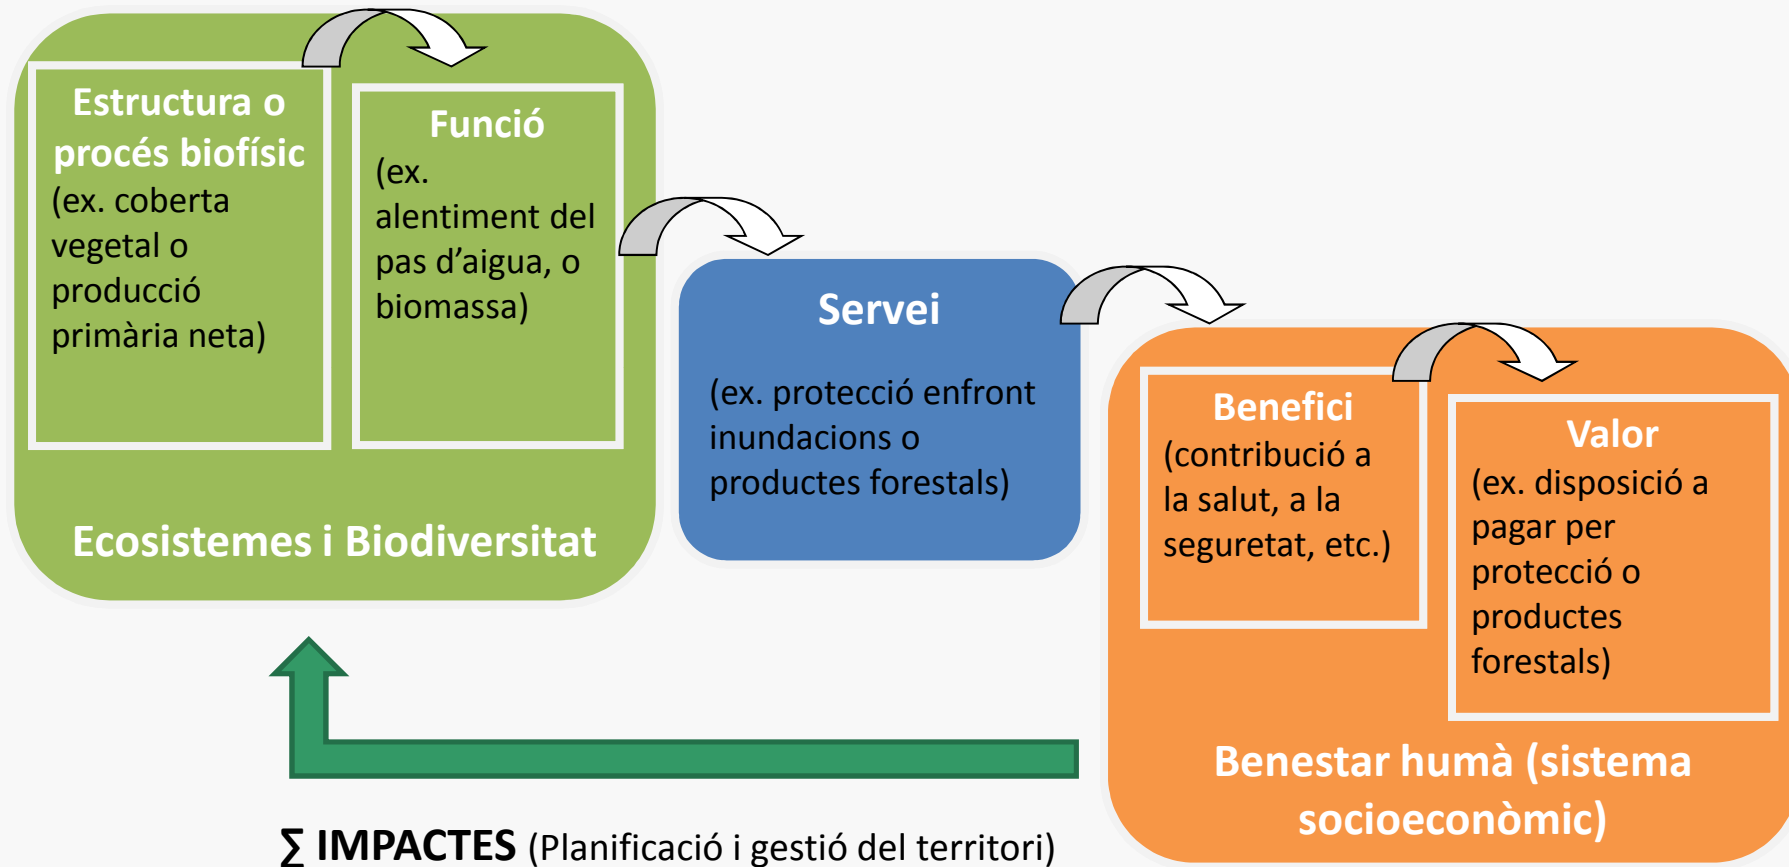 Estructura o
procés biofísic
(ex. coberta
vegetal o
producció
primària neta)
Funció
(ex.
alentiment del
pas d’aigua, o
biomassa)
Ecosistemes i Biodiversitat
Servei
(ex. protecció enfront
inundacions o
productes forestals)
Benefici
(contribució a
la salut, a la
seguretat, etc.)
Valor
(ex. disposició a
pagar per
protecció o
productes
forestals)
Benestar humà (sistema
socioeconòmic)
∑ IMPACTES (Planificació i gestió del territori)